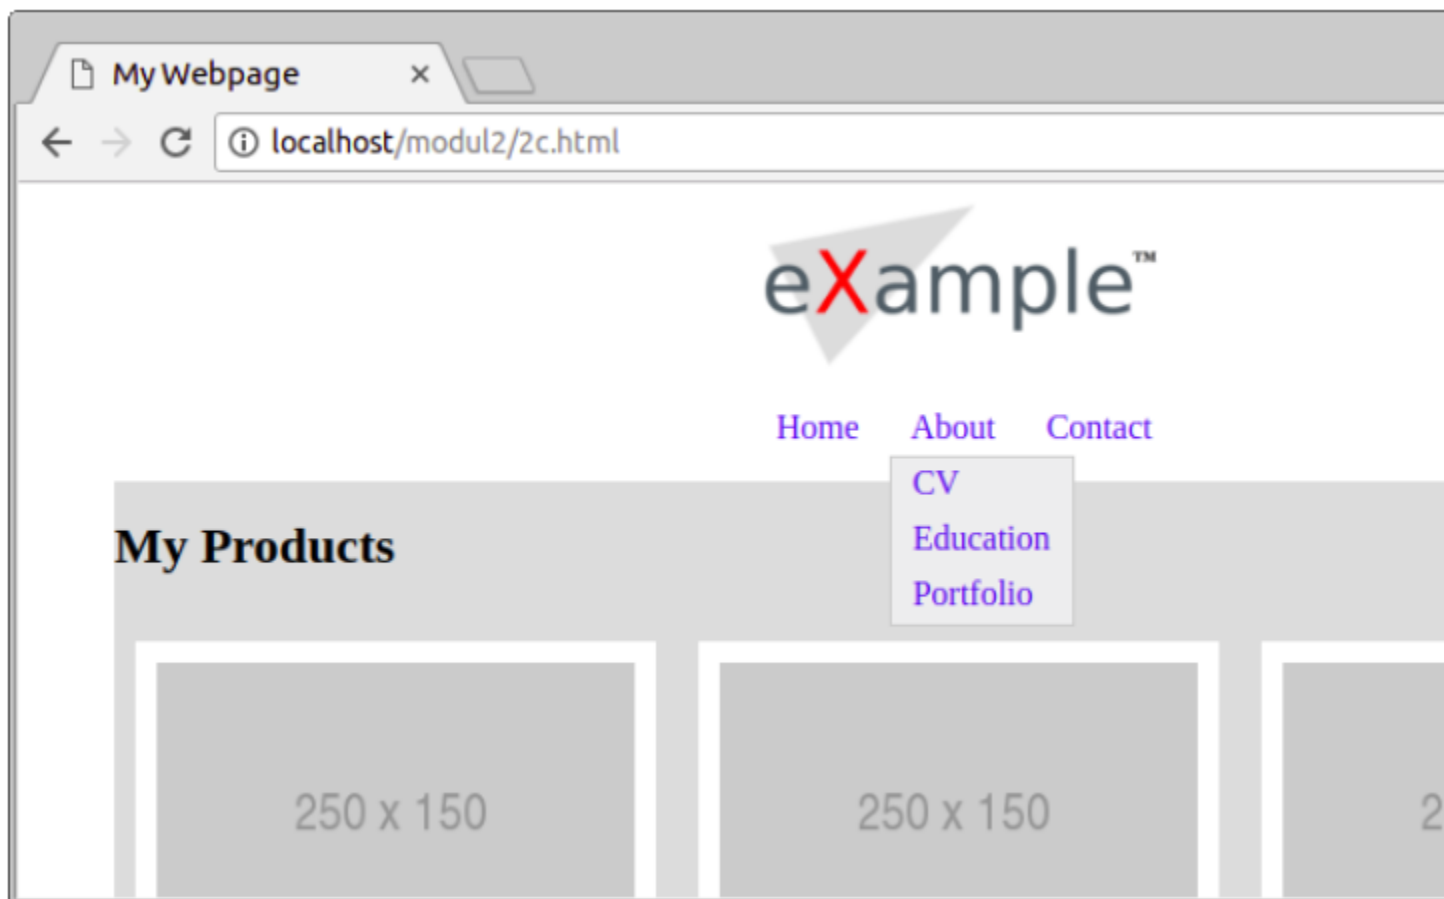 My Webpage
localhost/modul2/2c.html
eXample™
Home About Contact
CV
Education
Portfolio
My Products
250 x 150 250 x 150 2